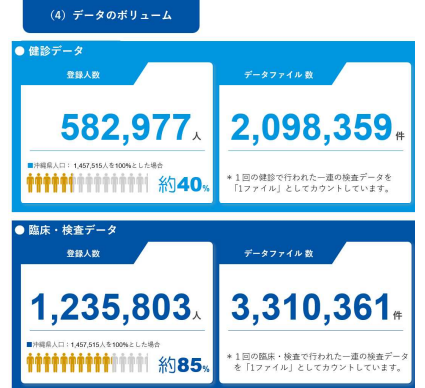 （4）データのボリューム
● 健診データ
登録人数
582,977人
■沖縄県人口： 1,457,515人を100%とした場合
約40%
データファイル 数
2,098,359件
＊１回の健診で行われた一連の検査データを
「1ファイル」としてカウントしています。
● 臨床・検査データ
登録人数
1,235,803人
■沖縄県人口： 1,457,515人を100%とした場合
約85%
データファイル 数
3,310,361件
＊１回の臨床・検査で行われた一連の検査データ
を「1ファイル」としてカウントしています。